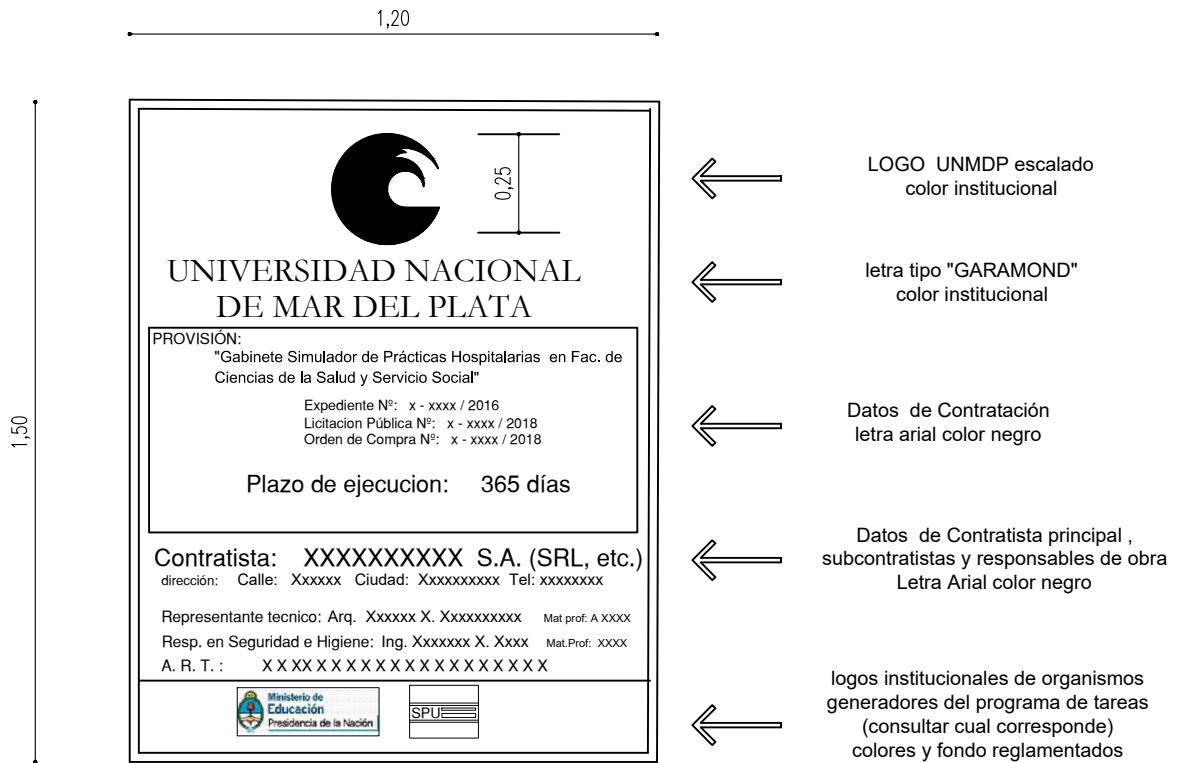 1,20
1,50
0,25
LOGO UNMDP escalado
color institucional
UNIVERSIDAD NACIONAL
DE MAR DEL PLATA
letra tipo "GARAMOND"
color institucional
PROVISIÓN:
"Gabinete Simulador de Prácticas Hospitalarias en Fac. de
Ciencias de la Salud y Servicio Social"
Expediente Nº: x - xxxx / 2016
Licitacion Pública Nº: x - xxxx / 2018
Orden de Compra Nº: x - xxxx / 2018
Plazo de ejecucion: 365 días
Datos de Contratación
letra arial color negro
Contratista: XXXXXXXXXX S.A. (SRL, etc.)
dirección: Calle: Xxxxxx Ciudad: Xxxxxxxxxx Tel: xxxxxxxx
Representante tecnico: Arq. Xxxxxx X. Xxxxxxxxxx Mat prof: A XXXX
Resp. en Seguridad e Higiene: Ing. Xxxxxxx X. Xxxx Mat.Prof: XXXX
A. R. T. : X X XX X X X X X X X X X X X X X X X X
Datos de Contratista principal ,
subcontratistas y responsables de obra
Letra Arial color negro
Ministerio de
Educación
Presidencia de la Nación
SPU
logos institucionales de organismos
generadores del programa de tareas
(consultar cual corresponde)
colores y fondo reglamentados